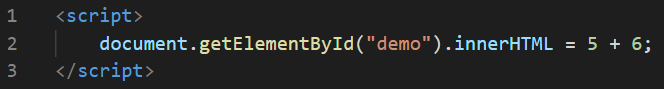 1 <script>
2 document.getElementById("demo").innerHTML = 5 + 6;
3 </script>